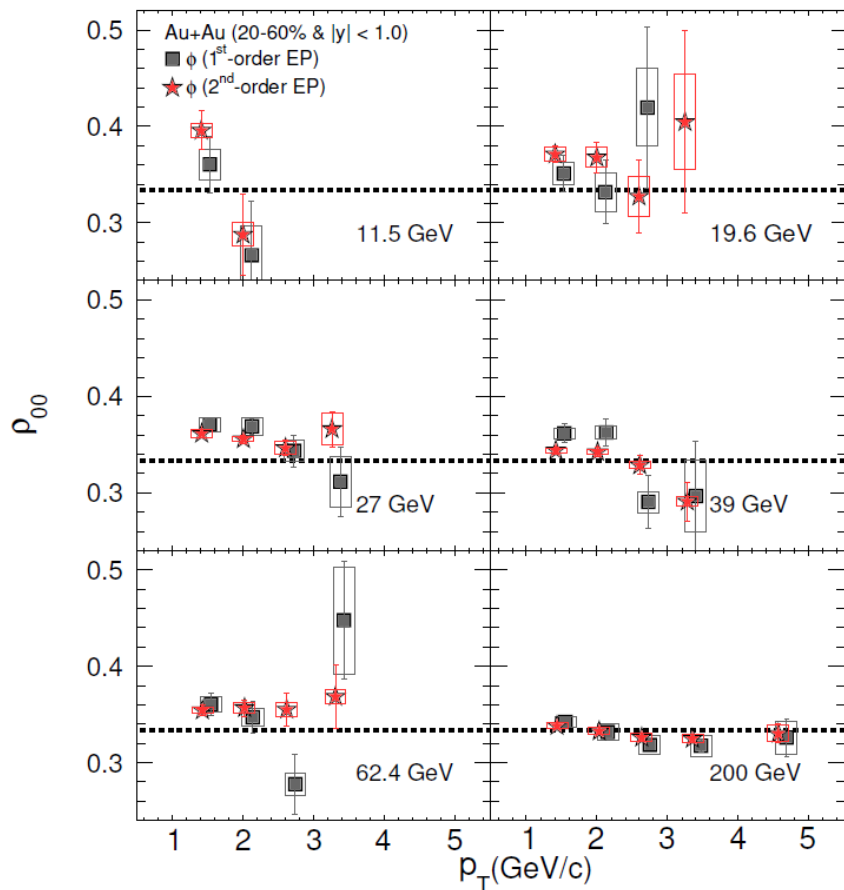 Au+Au (20-60% & |y| < 1.0)
ϕ (1st-order EP)
ϕ (2nd-order EP)
0.5
0.4
0.3
11.5 GeV
19.6 GeV
0.5
0.4
0.3
27 GeV
39 GeV
ρ00
0.5
0.4
0.3
62.4 GeV
200 GeV
1 2 3 4 5 1 2 3 4 5
pT(GeV/c)